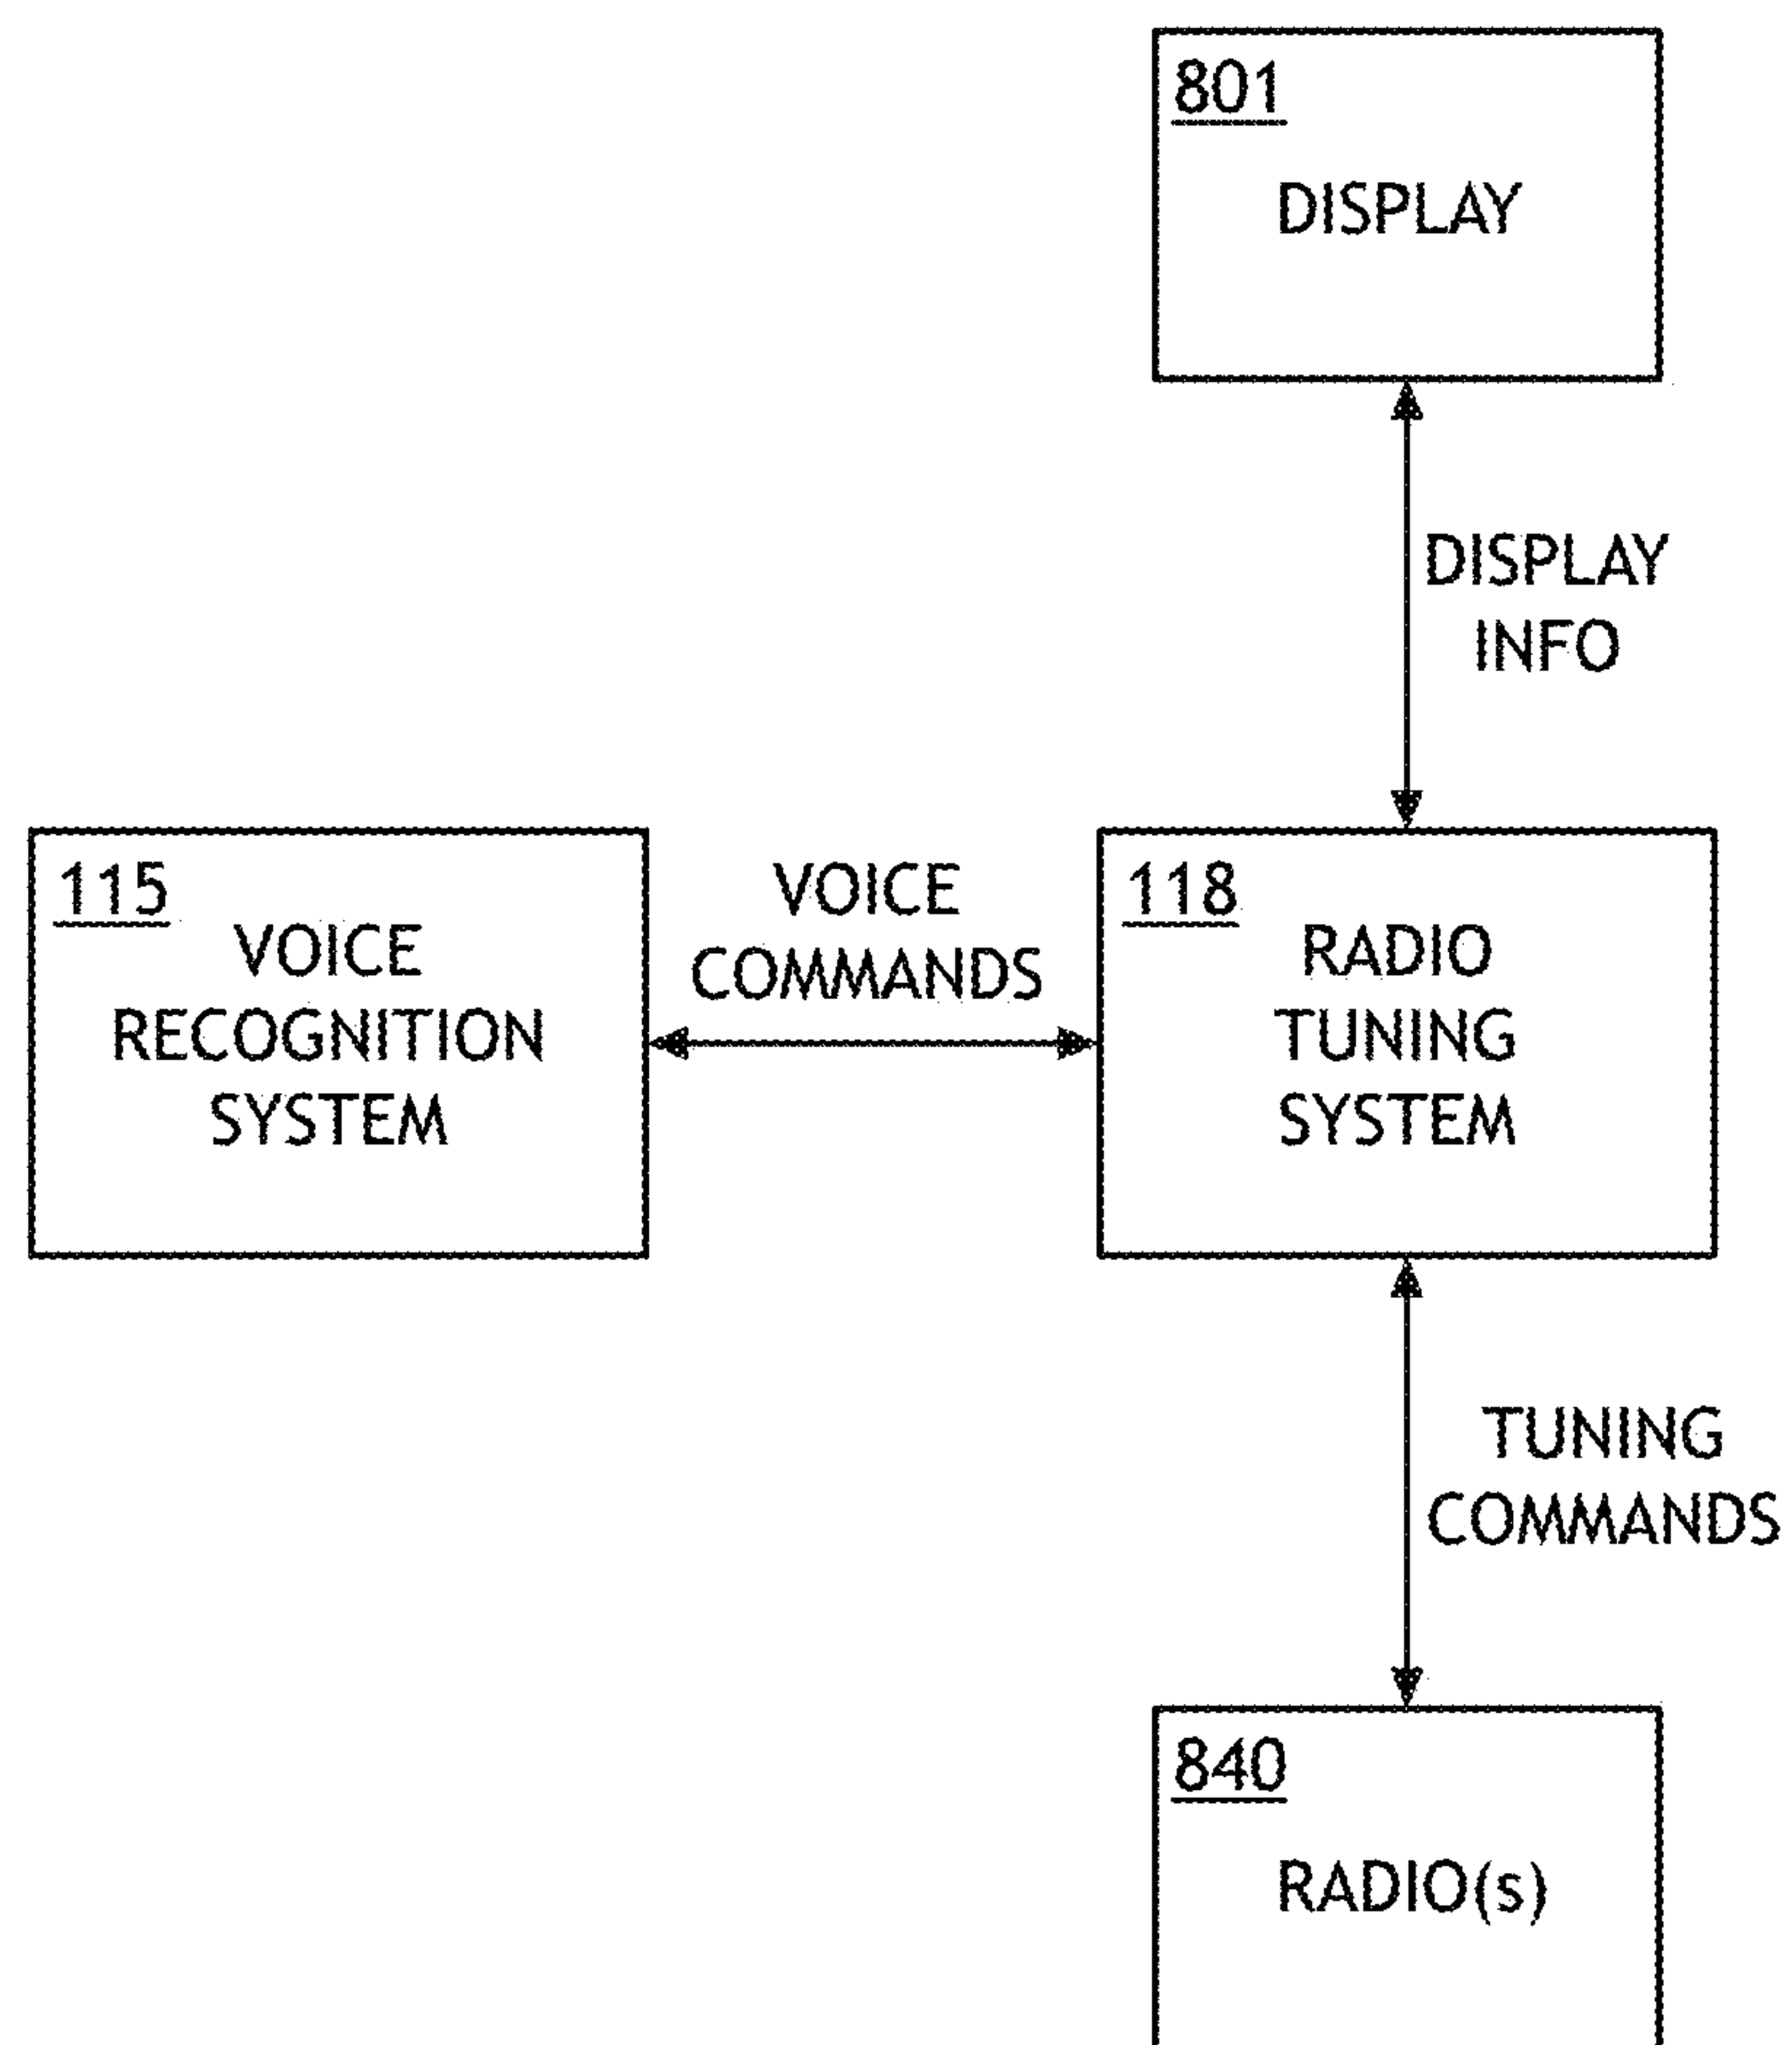 801
DISPLAY
DISPLAY
INFO
115
VOICE
RECOGNITION
SYSTEM
VOICE
COMMANDS
118
RADIO
TUNING
SYSTEM
TUNING
COMMANDS
840
RADIO(s)